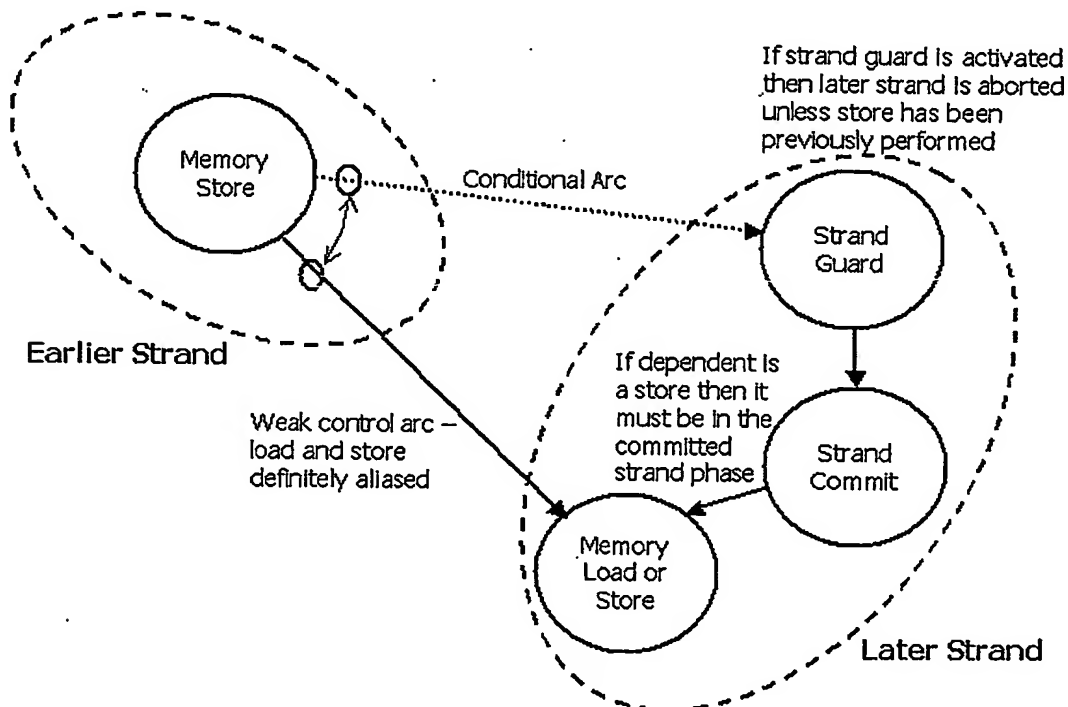 If strand guard is activated
then later strand is aborted
unless store has been
previously performed
Memory
Store
Conditional Arc
Strand
Guard
Earlier Strand
If dependent is
a store then it
must be in the
committed
strand phase
Weak control arc –
load and store
definitely aliased
Strand
Commit
Memory
Load or
Store
Later Strand